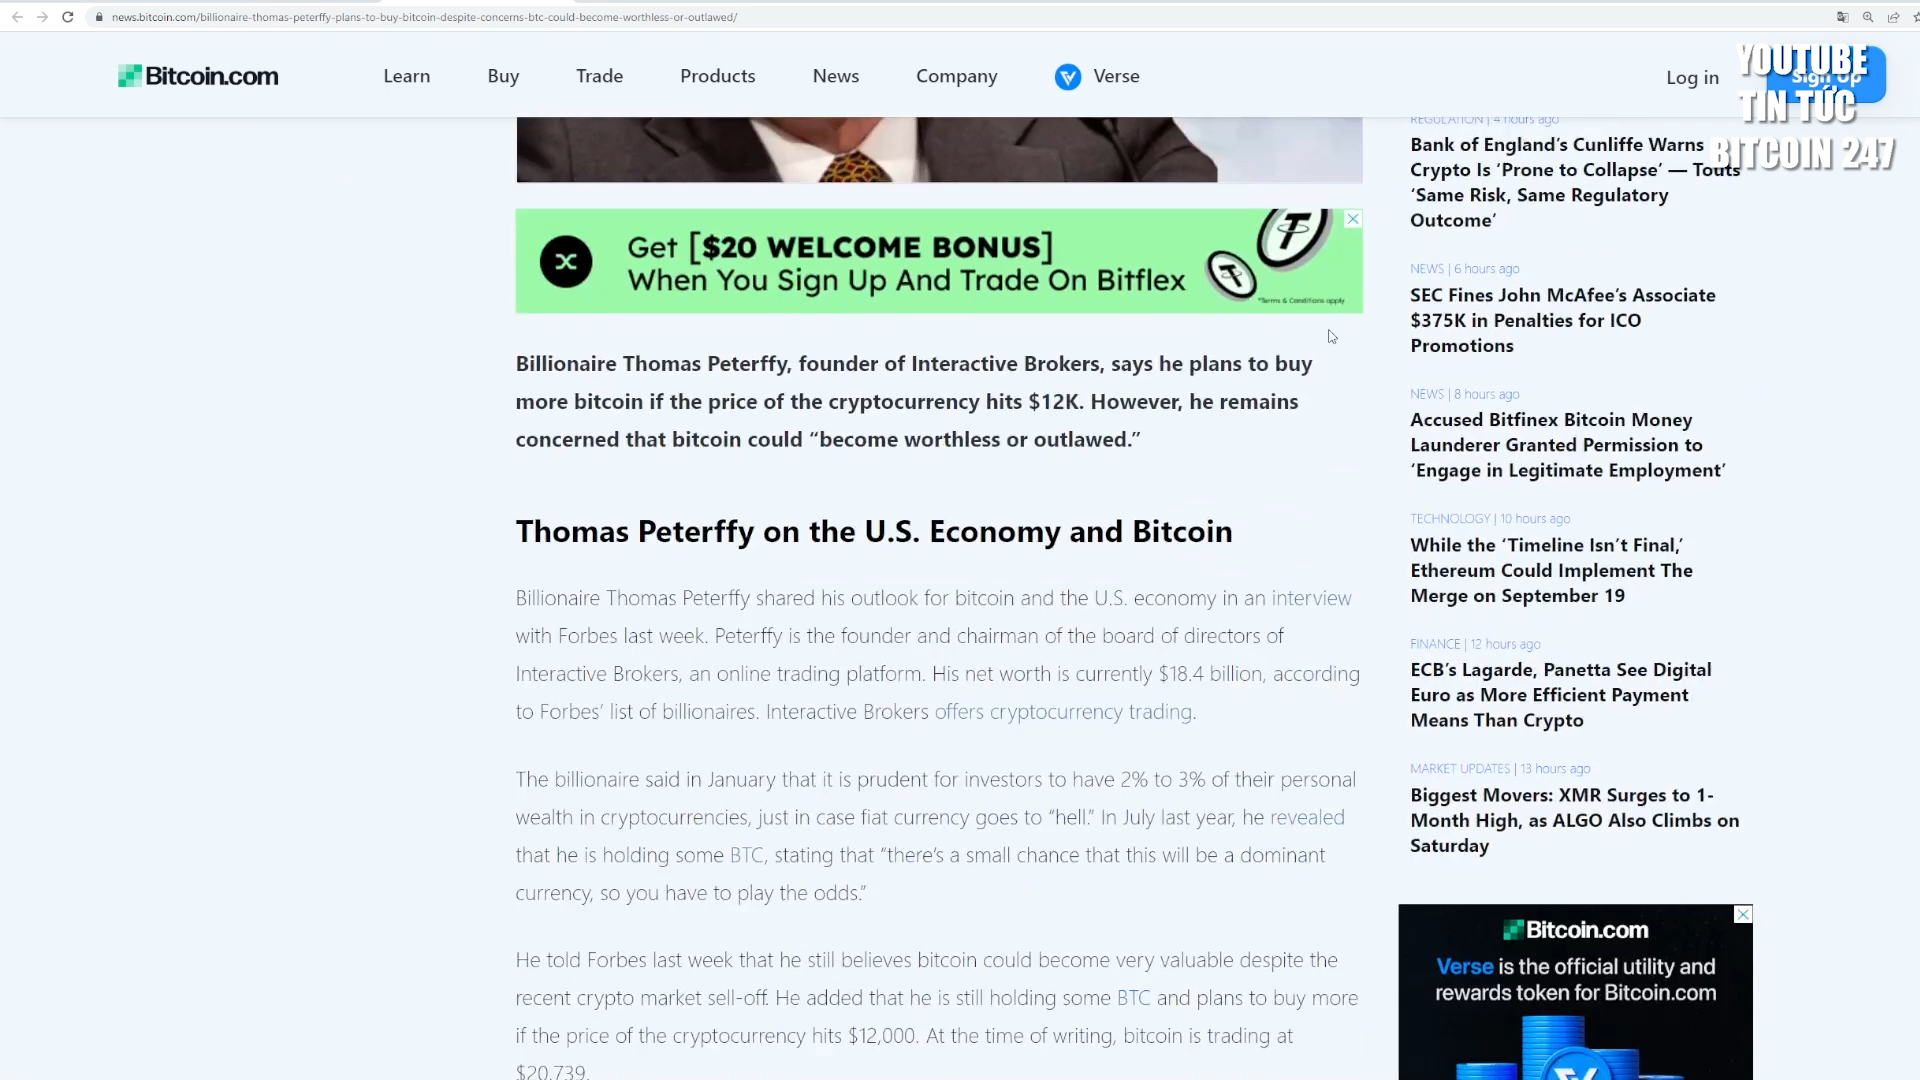 news.bitcoin.com/billionaire-thomas-peterffy-plans-to-buy-bitcoin-despite-concerns-btc-could-become-worthless-or-outlawed/
Bitcoin.com
Learn
Buy
Trade
Products
News
Company
Verse
Log in
Sign Up
YOUTUBE
TIN TỨC
BITCOIN 247
Get [$20 WELCOME BONUS]
When You Sign Up And Trade On Bitflex
*Terms & Conditions apply
Billionaire Thomas Peterffy, founder of Interactive Brokers, says he plans to buy
more bitcoin if the price of the cryptocurrency hits $12K. However, he remains
concerned that bitcoin could “become worthless or outlawed.”
Thomas Peterffy on the U.S. Economy and Bitcoin
Billionaire Thomas Peterffy shared his outlook for bitcoin and the U.S. economy in an interview
with Forbes last week. Peterffy is the founder and chairman of the board of directors of
Interactive Brokers, an online trading platform. His net worth is currently $18.4 billion, according
to Forbes’ list of billionaires. Interactive Brokers offers cryptocurrency trading.
The billionaire said in January that it is prudent for investors to have 2% to 3% of their personal
wealth in cryptocurrencies, just in case fiat currency goes to “hell.” In July last year, he revealed
that he is holding some BTC, stating that “there’s a small chance that this will be a dominant
currency, so you have to play the odds.”
He told Forbes last week that he still believes bitcoin could become very valuable despite the
recent crypto market sell-off. He added that he is still holding some BTC and plans to buy more
if the price of the cryptocurrency hits $12,000. At the time of writing, bitcoin is trading at
$20,739.
REGULATION | 4 hours ago
Bank of England’s Cunliffe Warns
Crypto Is ‘Prone to Collapse’ — Touts
‘Same Risk, Same Regulatory
Outcome’
NEWS | 6 hours ago
SEC Fines John McAfee’s Associate
$375K in Penalties for ICO
Promotions
NEWS | 8 hours ago
Accused Bitfinex Bitcoin Money
Launderer Granted Permission to
‘Engage in Legitimate Employment’
TECHNOLOGY | 10 hours ago
While the ‘Timeline Isn’t Final,’
Ethereum Could Implement The
Merge on September 19
FINANCE | 12 hours ago
ECB’s Lagarde, Panetta See Digital
Euro as More Efficient Payment
Means Than Crypto
MARKET UPDATES | 13 hours ago
Biggest Movers: XMR Surges to 1-
Month High, as ALGO Also Climbs on
Saturday
Bitcoin.com
Verse is the official utility and
rewards token for Bitcoin.com